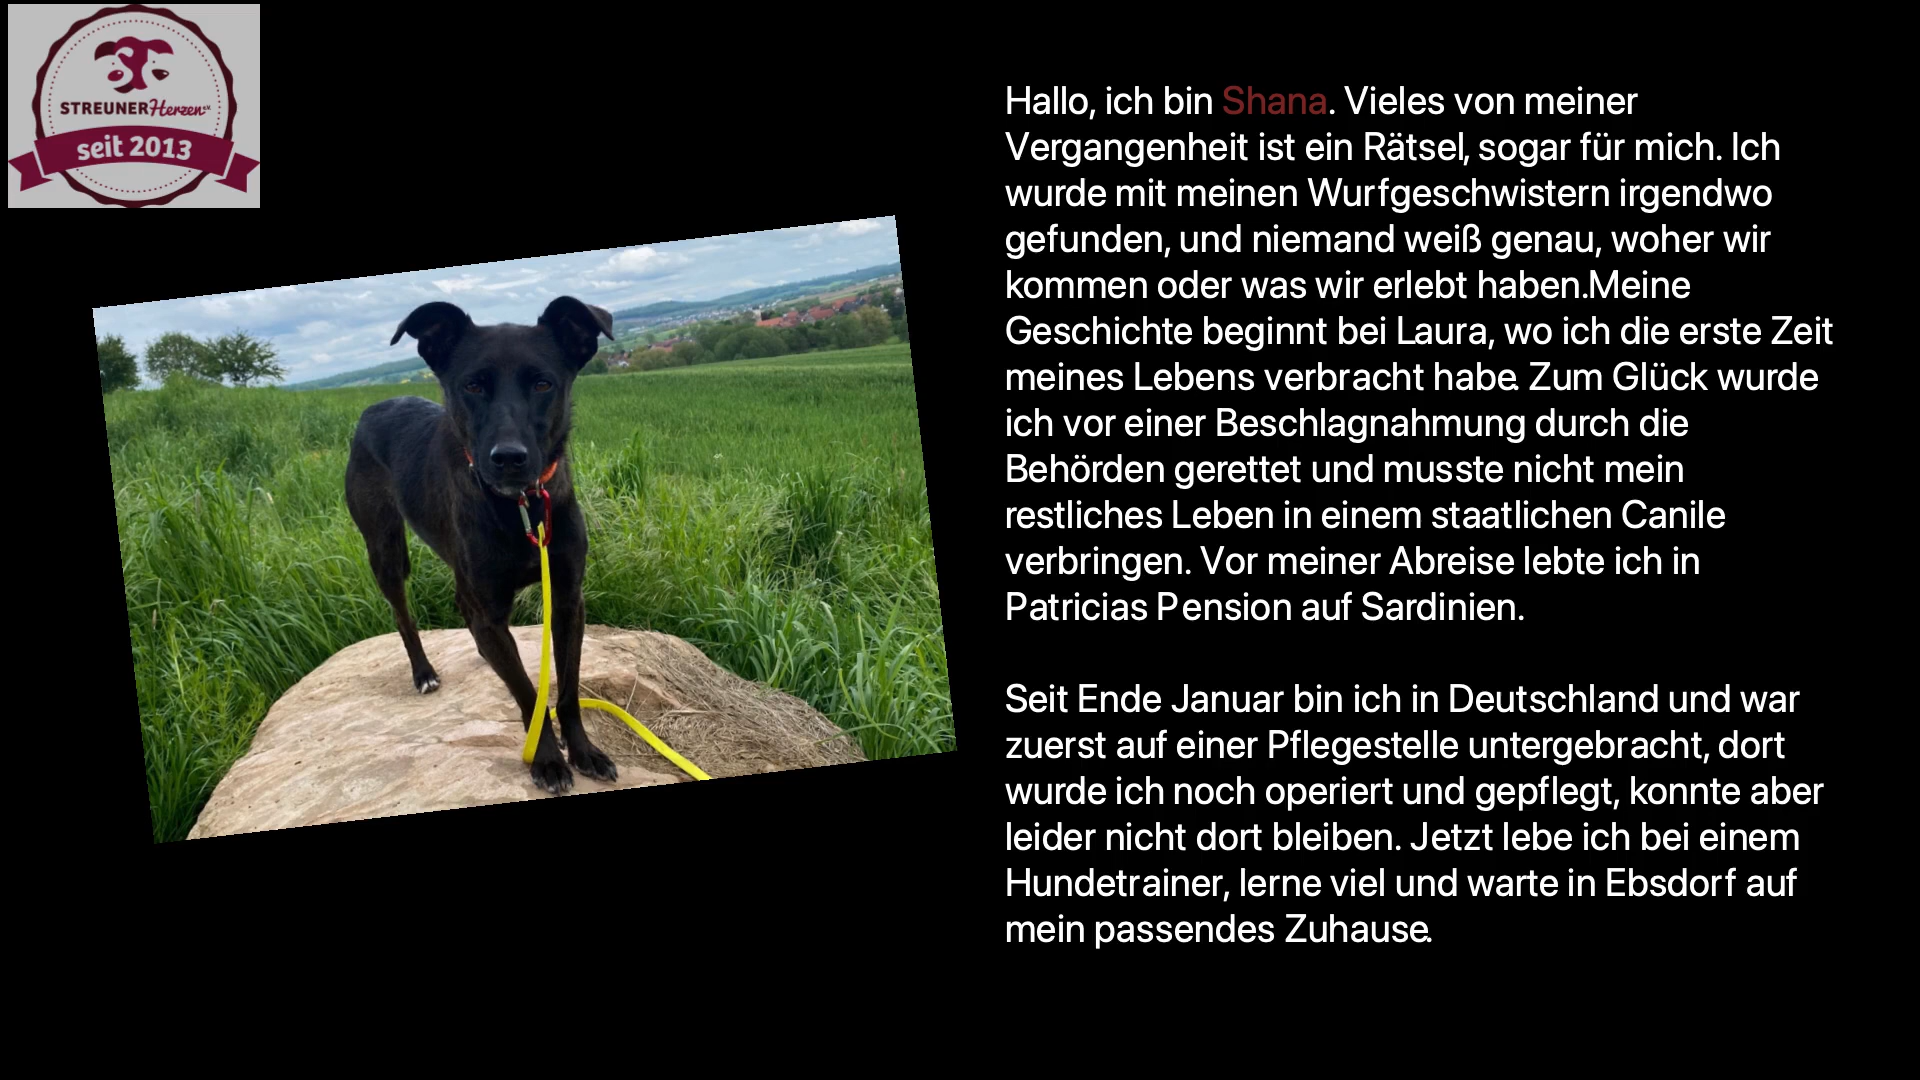 STREUNERHerzen e.V.
seit 2013
Hallo, ich bin Shana. Vieles von meiner
Vergangenheit ist ein Rätsel, sogar für mich. Ich
wurde mit meinen Wurfgeschwistern irgendwo
gefunden, und niemand weiß genau, woher wir
kommen oder was wir erlebt haben.Meine
Geschichte beginnt bei Laura, wo ich die erste Zeit
meines Lebens verbracht habe. Zum Glück wurde
ich vor einer Beschlagnahmung durch die
Behörden gerettet und musste nicht mein
restliches Leben in einem staatlichen Canile
verbringen. Vor meiner Abreise lebte ich in
Patricias Pension auf Sardinien.
Seit Ende Januar bin ich in Deutschland und war
zuerst auf einer Pflegestelle untergebracht, dort
wurde ich noch operiert und gepflegt, konnte aber
leider nicht dort bleiben. Jetzt lebe ich bei einem
Hundetrainer, lerne viel und warte in Ebsdorf auf
mein passendes Zuhause.